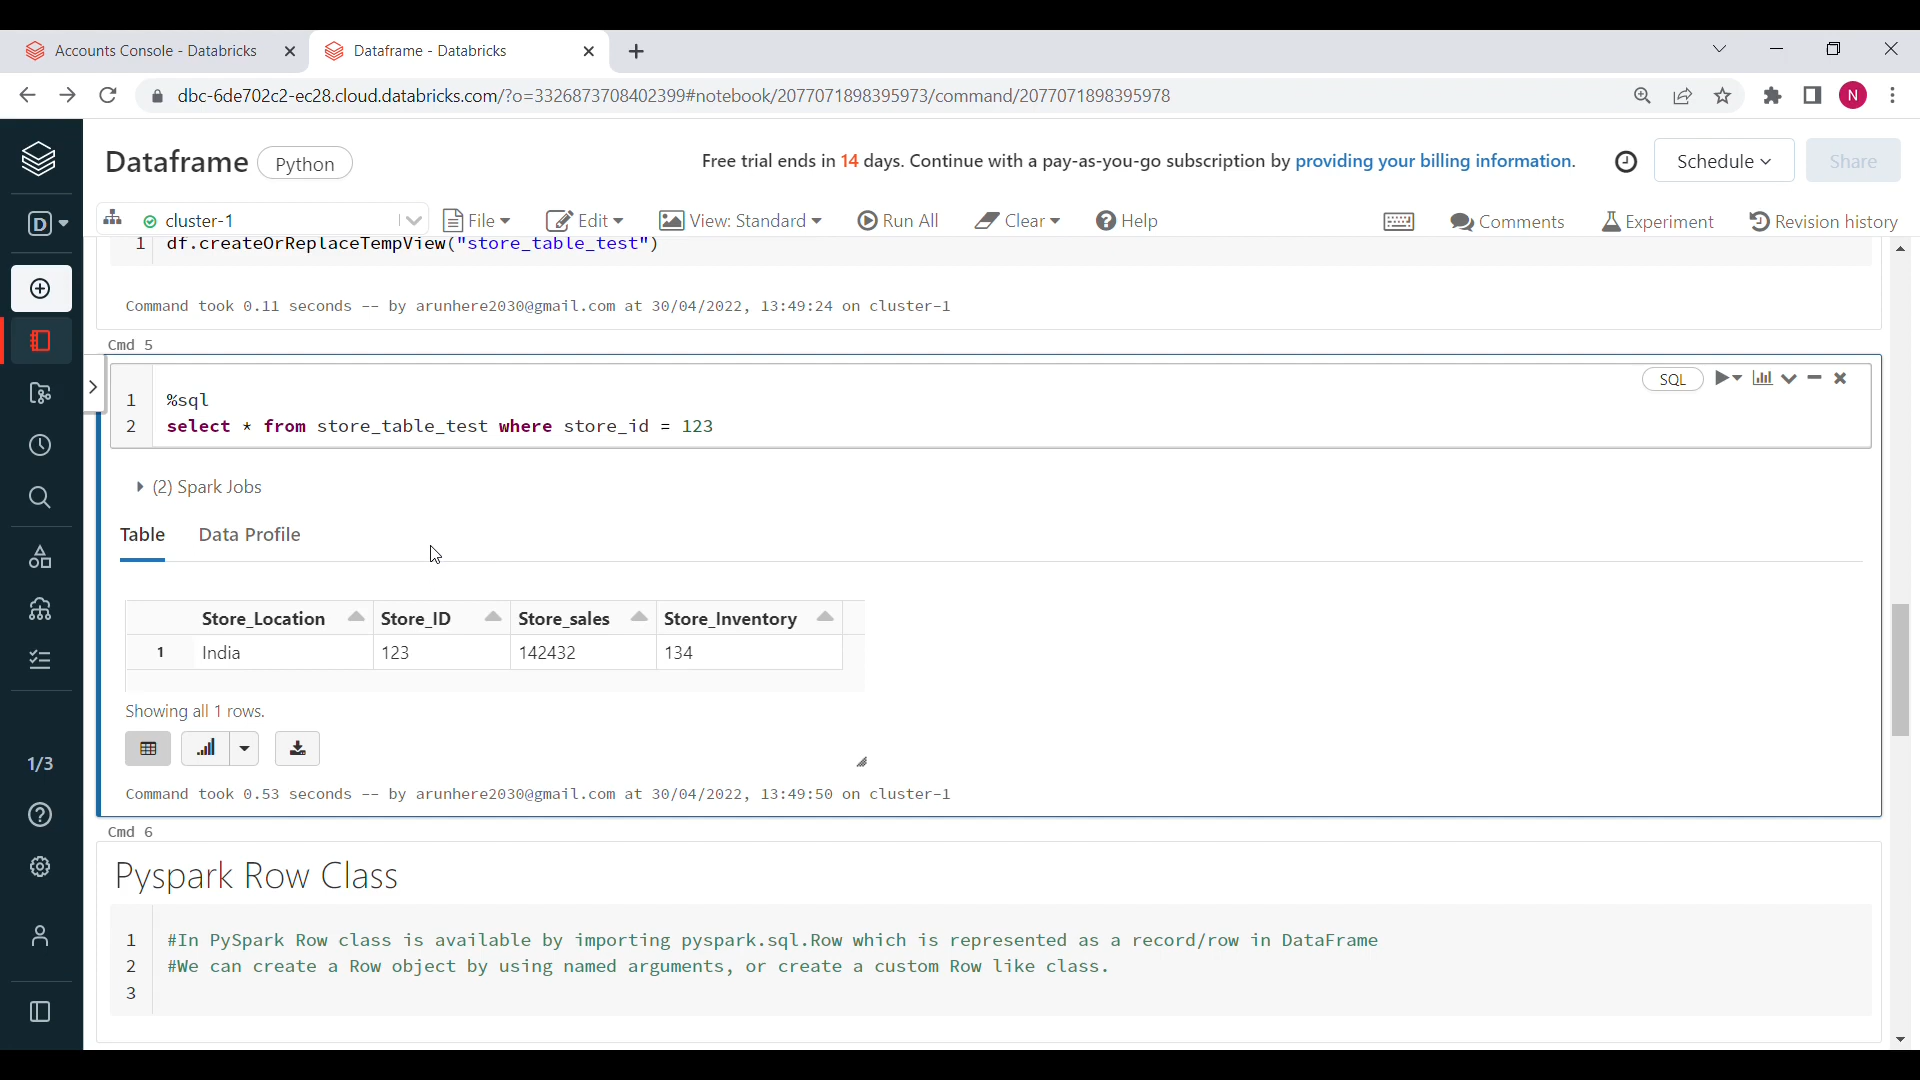 Accounts Console - Databricks
Dataframe - Databricks
dbc-6de702c2-ec28.cloud.databricks.com/?o=3326873708402399#notebook/2077071898395973/command/2077071898395978
N
Dataframe
Python
Free trial ends in 14 days. Continue with a pay-as-you-go subscription by providing your billing information.
Schedule
Share
D
cluster-1
File
Edit
View: Standard
Run All
Clear
Help
Comments
Experiment
Revision history
1 df.createOrReplaceTempView("store_table_test")
Command took 0.11 seconds -- by arunhere2030@gmail.com at 30/04/2022, 13:49:24 on cluster-1
Cmd 5
SQL
1 %sql
2 select * from store_table_test where store_id = 123
(2) Spark Jobs
Table Data Profile
Store_Location Store_ID Store_sales Store_Inventory
1 India 123 142432 134
Showing all 1 rows.
Command took 0.53 seconds -- by arunhere2030@gmail.com at 30/04/2022, 13:49:50 on cluster-1
1/3
Cmd 6
Pyspark Row Class
1 #In PySpark Row class is available by importing pyspark.sql.Row which is represented as a record/row in DataFrame
2 #We can create a Row object by using named arguments, or create a custom Row like class.
3